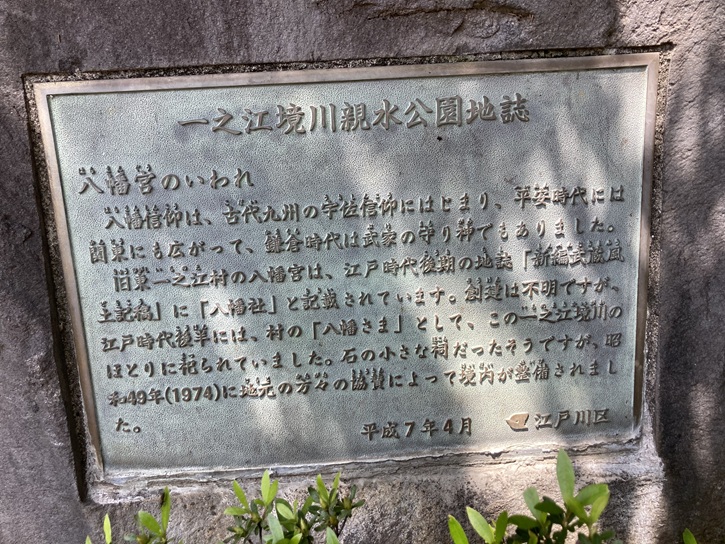 一之江境川親水公園地誌
八幡宮のいわれ
八幡信仰は、古代九州の宇佐信仰にはじまり、平安時代には
関東にも広がって、鎌倉時代は武家の守り神でもありました。
旧東一之江村の八幡宮は、江戸時代後期の地誌「新編武蔵風
土記稿」に「八幡社」と記載されています。創建は不明ですが、
江戸時代後半には、村の「八幡さま」として、この一之江境川の
ほとりに祀られていました。石の小さな祠だったそうですが、昭
和49年(1974)に地元の方々の協賛によって境内が整備されまし
た。
平成7年4月 江戸川区